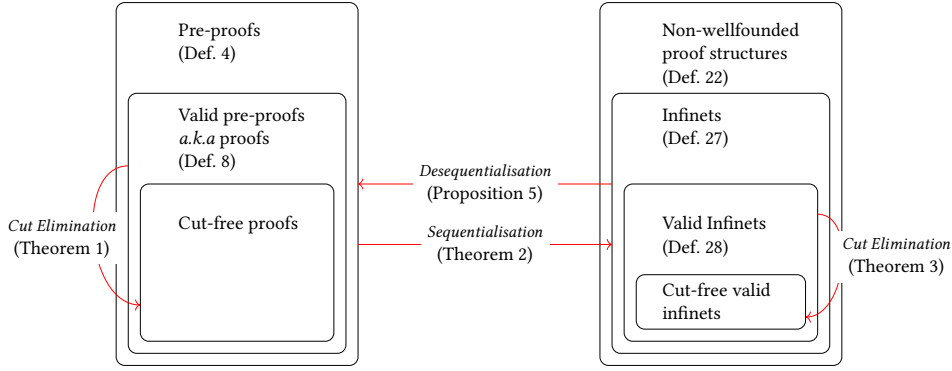 Pre-proofs
(Def. 4)
Valid pre-proofs
a.k.a proofs
(Def. 8)
Cut-free proofs
Cut Elimination
(Theorem 1)
Desequentialisation
(Proposition 5)
Sequentialisation
(Theorem 2)
Non-wellfounded
proof structures
(Def. 22)
Infinets
(Def. 27)
Valid Infinets
(Def. 28)
Cut-free valid
infinets
Cut Elimination
(Theorem 3)